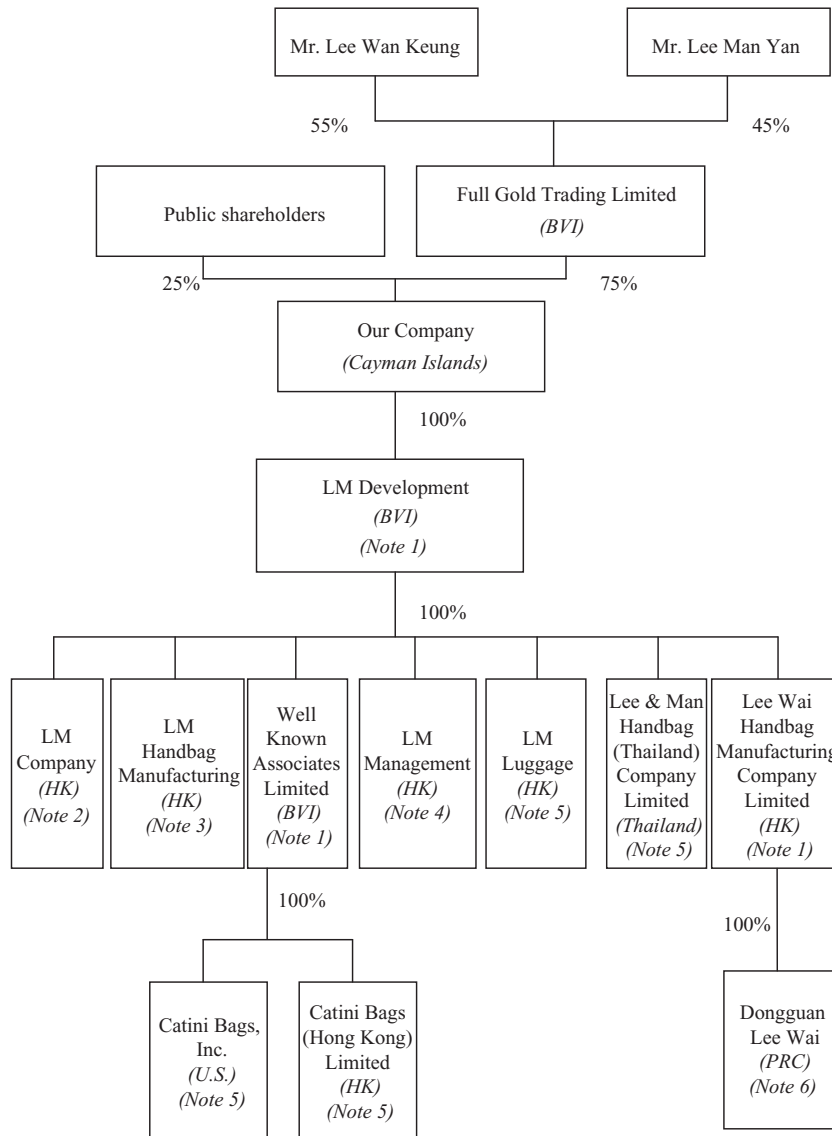 Mr. Lee Wan Keung
Mr. Lee Man Yan
55%
45%
Public shareholders
Full Gold Trading Limited
(BVI)
25%
75%
Our Company
(Cayman Islands)
100%
LM Development
(BVI)
(Note 1)
100%
LM
Company
(HK)
(Note 2)
LM
Handbag
Manufacturing
(HK)
(Note 3)
Well
Known
Associates
Limited
(BVI)
(Note 1)
LM
Management
(HK)
(Note 4)
LM
Luggage
(HK)
(Note 5)
Lee & Man
Handbag
(Thailand)
Company
Limited
(Thailand)
(Note 5)
Lee Wai
Handbag
Manufacturing
Company
Limited
(HK)
(Note 1)
100%
100%
Catini Bags,
Inc.
(U.S.)
(Note 5)
Catini Bags
(Hong Kong)
Limited
(HK)
(Note 5)
Dongguan
Lee Wai
(PRC)
(Note 6)